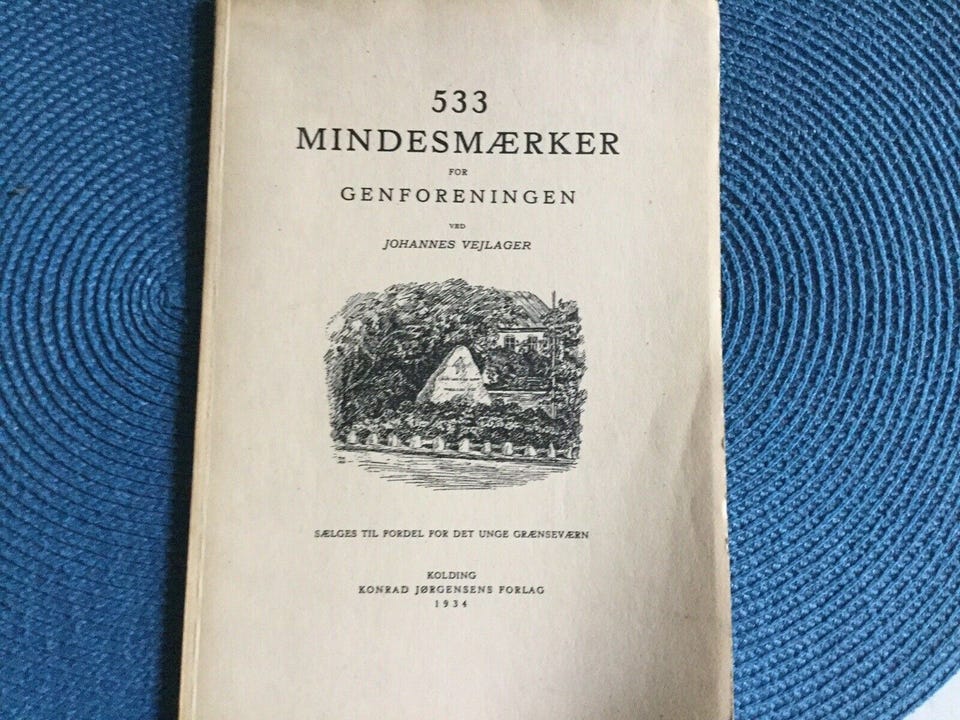 533
MINDESMÆRKER
FOR
GENFORENINGEN
VED
JOHANNES VEJLAGER
SÆLGES TIL FORDEL FOR DET UNGE GRÆNSEVÆRN
KOLDING
KONRAD JØRGENSENS FORLAG
1934